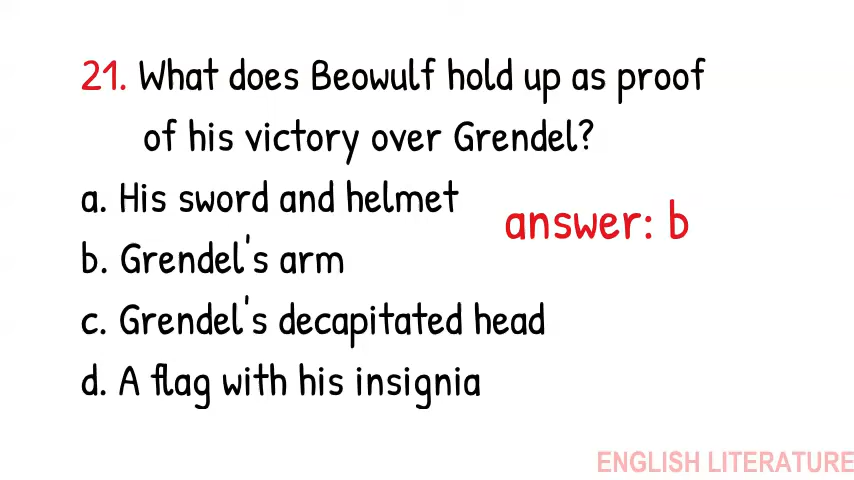 21. What does Beowulf hold up as proof
of his victory over Grendel?
a. His sword and helmet
answer: b
b. Grendel's arm
c. Grendel's decapitated head
d. A flag with his insignia
ENGLISH LITERATURE